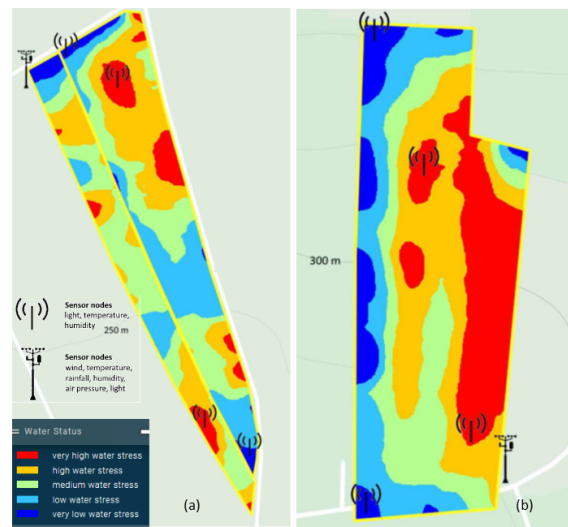 300 m
Sensor nodes
light, temperature,
humidity
250 m
Sensor nodes
wind, temperature,
rainfall, humidity,
air pressure, light
Water Status
very high water stress
high water stress
medium water stress
low water stress
very low water stress
(a)
(b)